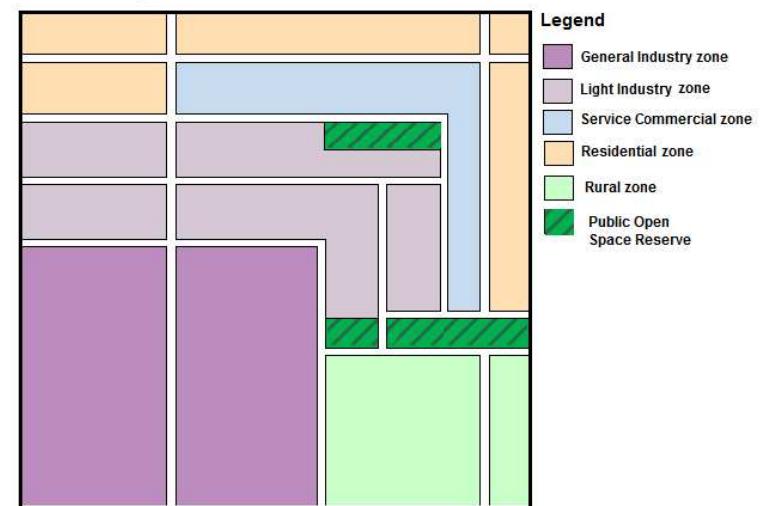 Legend
General Industry zone
Light Industry zone
Service Commercial zone
Residential zone
Rural zone
Public Open
Space Reserve